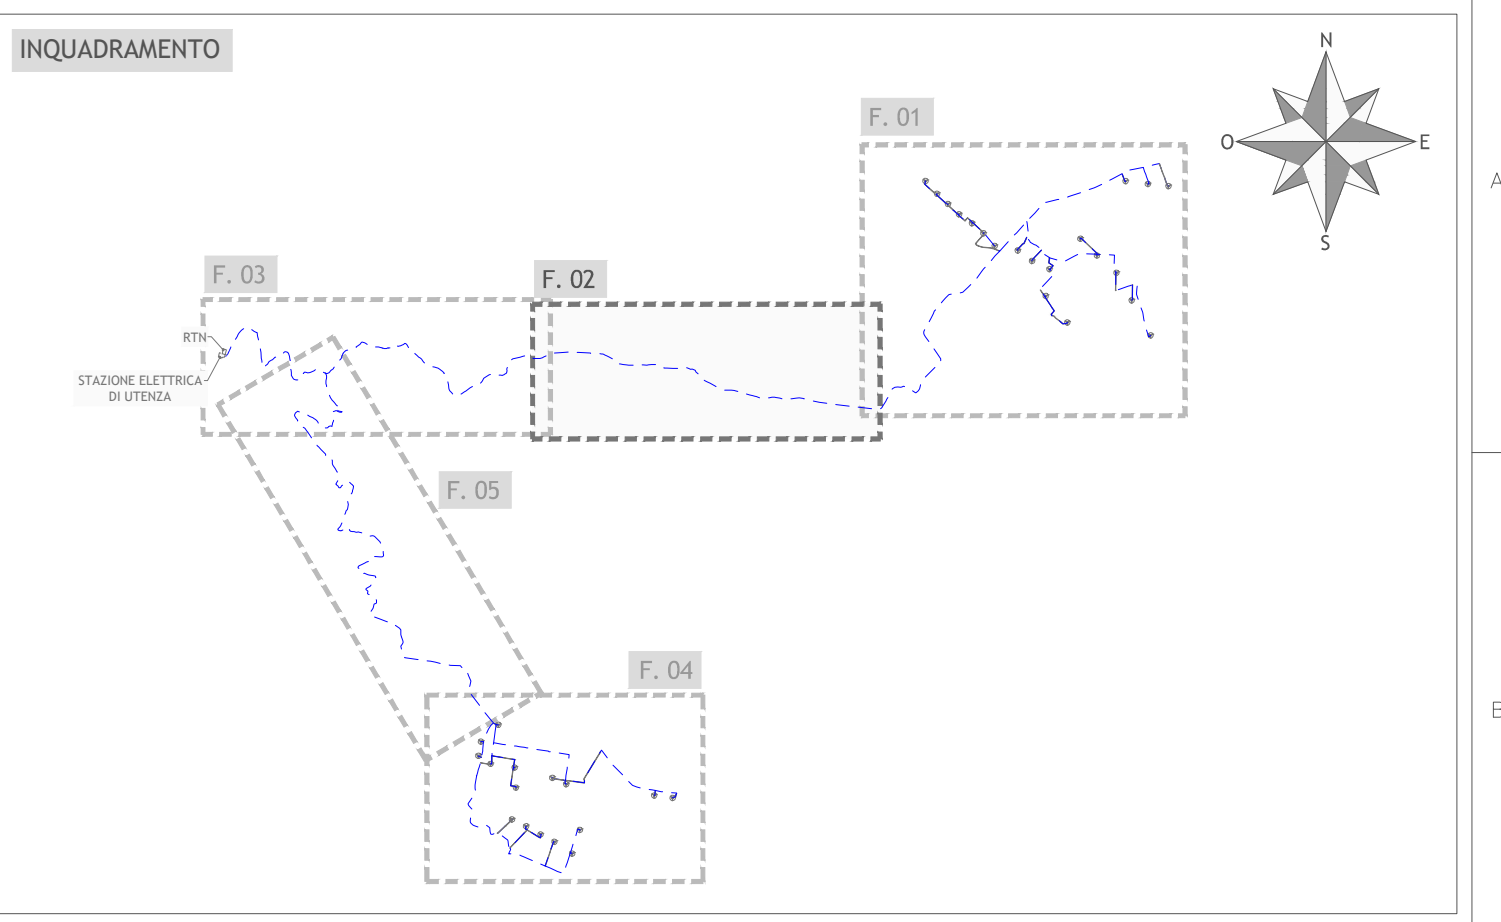 INQUADRAMENTO
N
O
E
S
F. 01
A
F. 03
F. 02
RTN
STAZIONE ELETTRICA
DI UTENZA
F. 05
F. 04
B